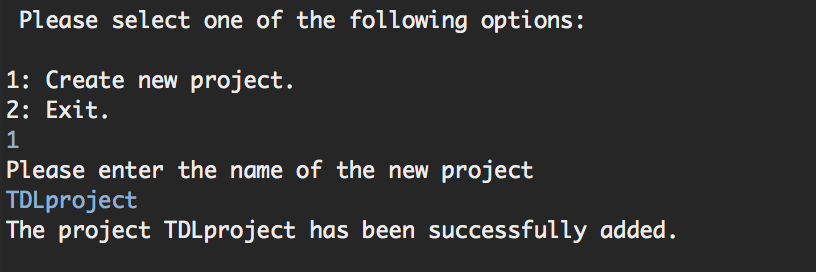 Please select one of the following options:
1: Create new project.
2: Exit.
1
Please enter the name of the new project
TDLproject
The project TDLproject has been successfully added.